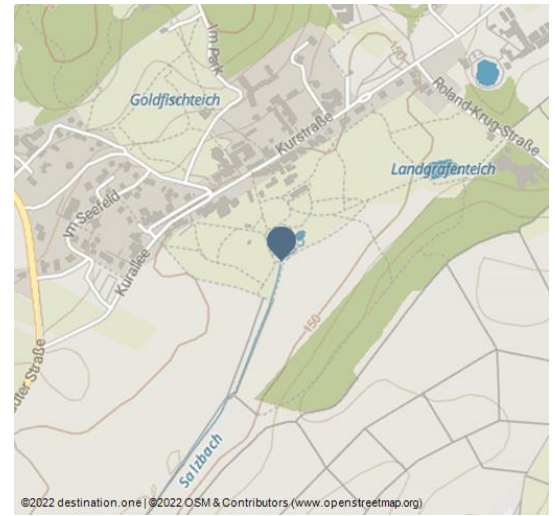 Im Park
150
Goldfischteich
Roland-Krug-Straße
Kurstraße
Landgrafenteich
Im Seefeld
Kurallee
150
Salzbach
©2022 destination.one | ©2022 OSM & Contributors (www.openstreetmap.org)